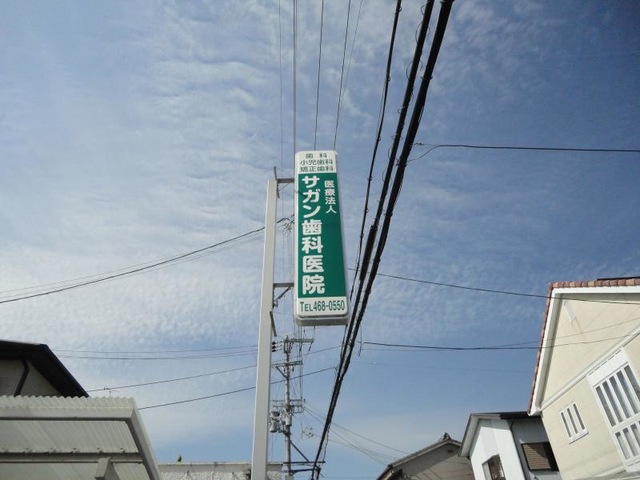 歯科
小児歯科
矯正歯科
医療法人
サガン歯科医院
TEL468-0550